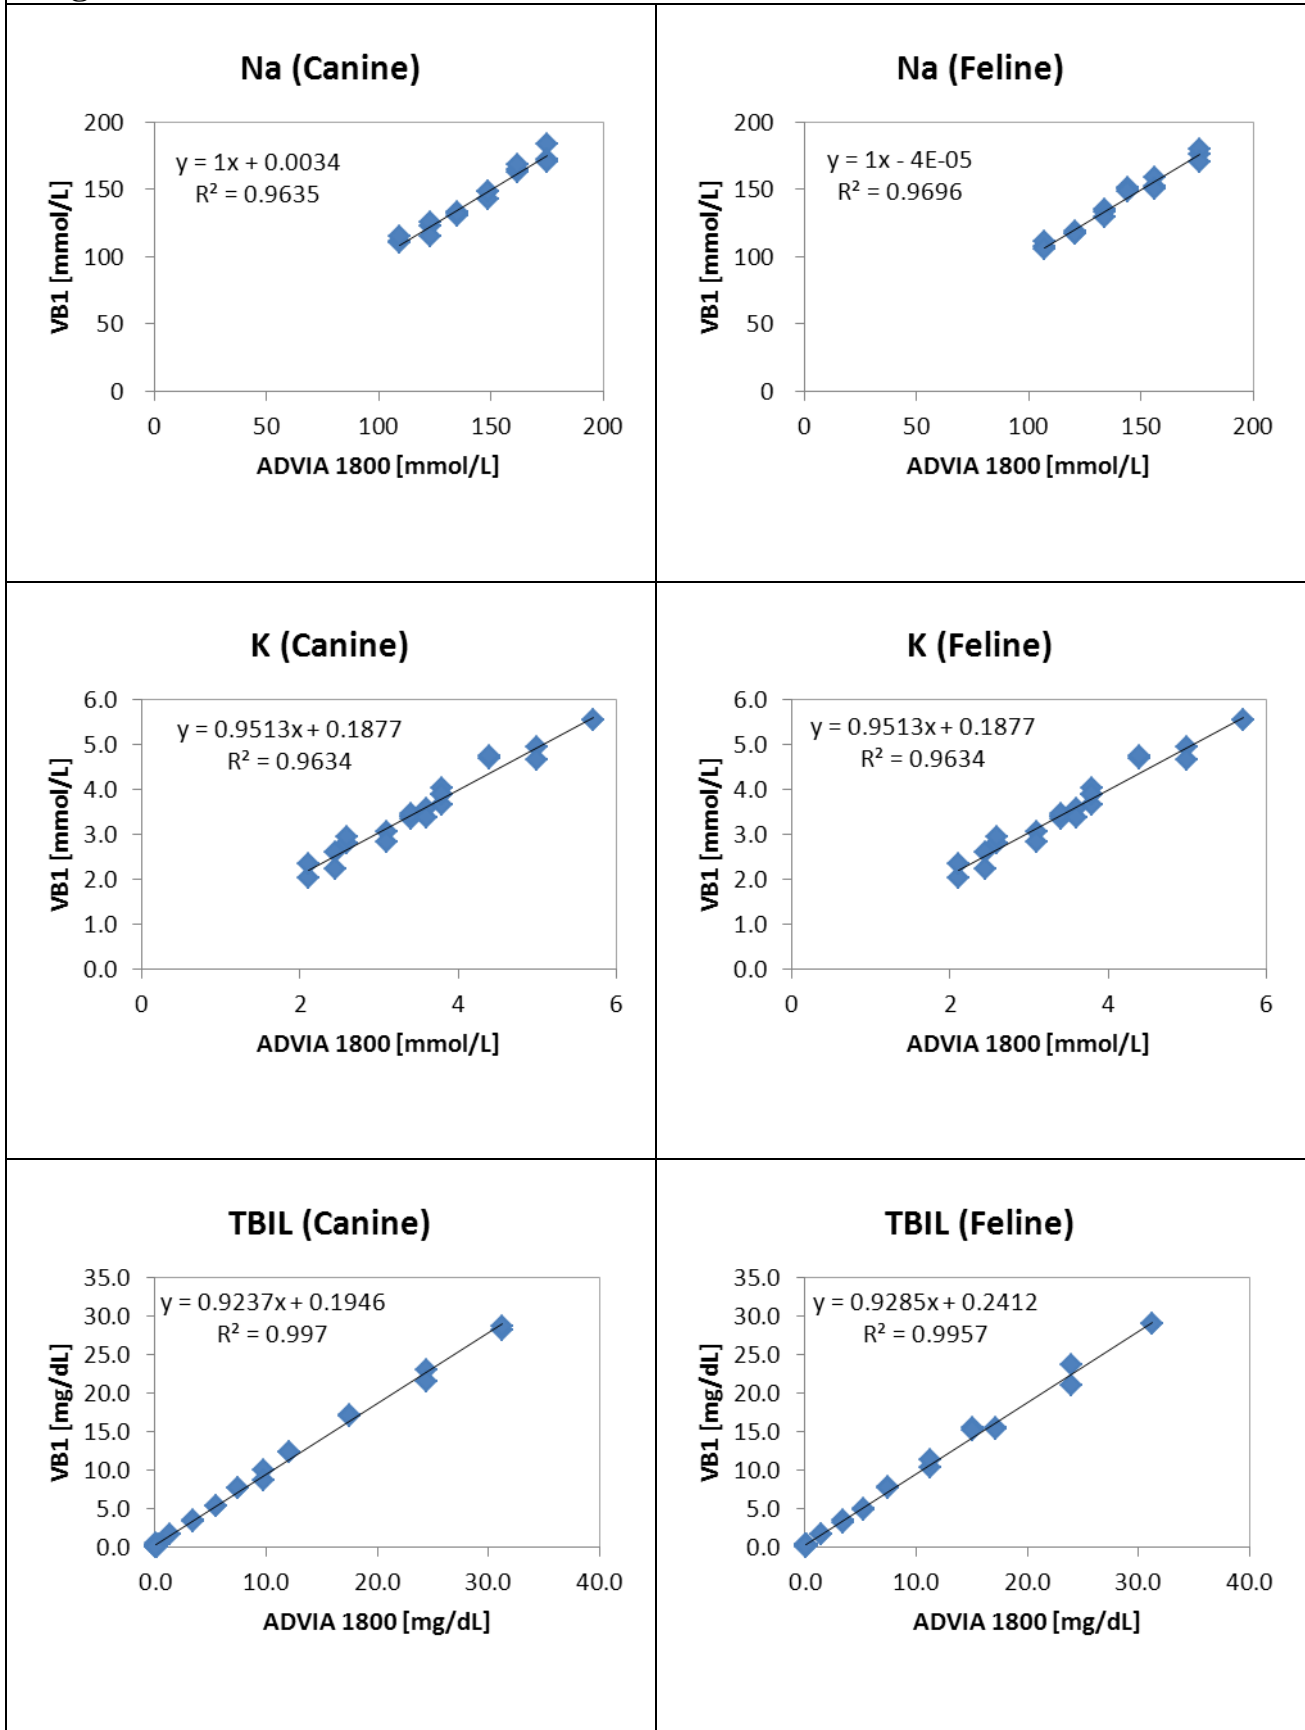 Na (Canine)
y = 1x + 0.0034
R² = 0.9635
200
150
100
50
0
VB1 [mmol/L]
0 50 100 150 200
ADVIA 1800 [mmol/L]
Na (Feline)
y = 1x - 4E-05
R² = 0.9696
200
150
100
50
0
VB1 [mmol/L]
0 50 100 150 200
ADVIA 1800 [mmol/L]
K (Canine)
y = 0.9513x + 0.1877
R² = 0.9634
6.0
5.0
4.0
3.0
2.0
1.0
0.0
VB1 [mmol/L]
0 2 4 6
ADVIA 1800 [mmol/L]
K (Feline)
y = 0.9513x + 0.1877
R² = 0.9634
6.0
5.0
4.0
3.0
2.0
1.0
0.0
VB1 [mmol/L]
0 2 4 6
ADVIA 1800 [mmol/L]
TBIL (Canine)
y = 0.9237x + 0.1946
R² = 0.997
35.0
30.0
25.0
20.0
15.0
10.0
5.0
0.0
VB1 [mg/dL]
0.0 10.0 20.0 30.0 40.0
ADVIA 1800 [mg/dL]
TBIL (Feline)
y = 0.9285x + 0.2412
R² = 0.9957
35.0
30.0
25.0
20.0
15.0
10.0
5.0
0.0
VB1 [mg/dL]
0.0 10.0 20.0 30.0 40.0
ADVIA 1800 [mg/dL]